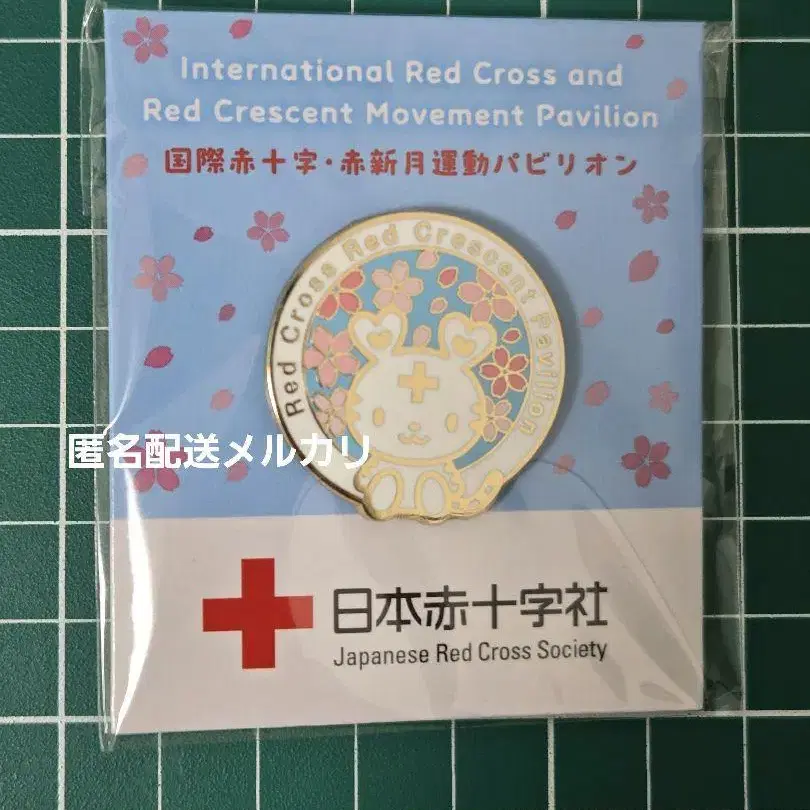 International Red Cross and
Red Crescent Movement Pavilion
国際赤十字・赤新月運動パビリオン
Red Cross Red Crescent Pavilion
匿名配送メルカリ
日本赤十字社
Japanese Red Cross Society